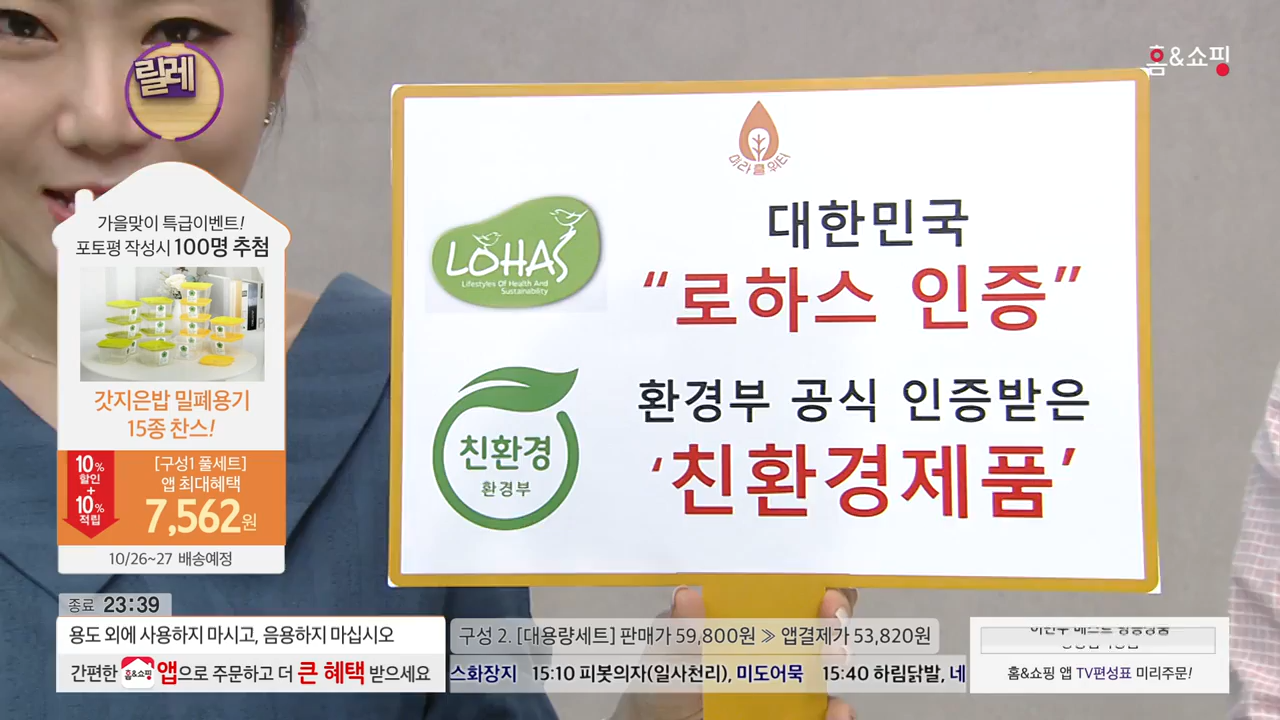 릴레
홈&쇼핑
가을맞이 특급이벤트!
포토평 작성시 100명 추첨
갓지은밥 밀폐용기
15종 찬스!
10%
할인
+
10%
적립
[구성1 풀세트]
앱 최대혜택
7,562원
10/26~27 배송예정
미라클워터
LOHAS
Lifestyles Of Health And
Sustainability
대한민국
“로하스 인증”
친환경
환경부
환경부 공식 인증받은
‘친환경제품’
종료 23:39
용도 외에 사용하지 마시고, 음용하지 마십시오
간편한 홈&쇼핑 앱으로 주문하고 더 큰 혜택 받으세요
구성 2. [대용량세트] 판매가 59,800원 ≫ 앱결제가 53,820원
스화장지 15:10 피봇의자(일사천리), 미도어묵 15:40 하림닭발, 네
홈&쇼핑 앱 TV편성표 미리주문!